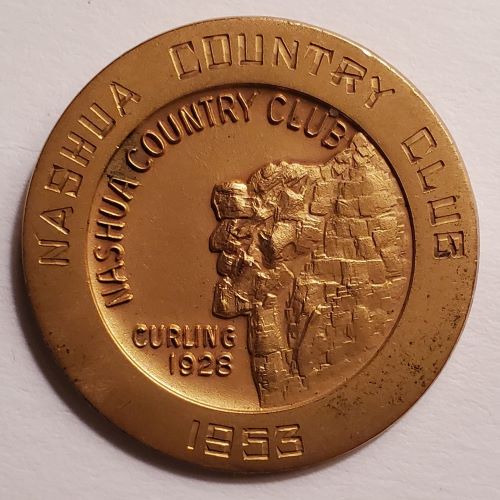 NASHUA COUNTRY CLUB
NASHUA COUNTRY CLUB
CURLING
1928
1953